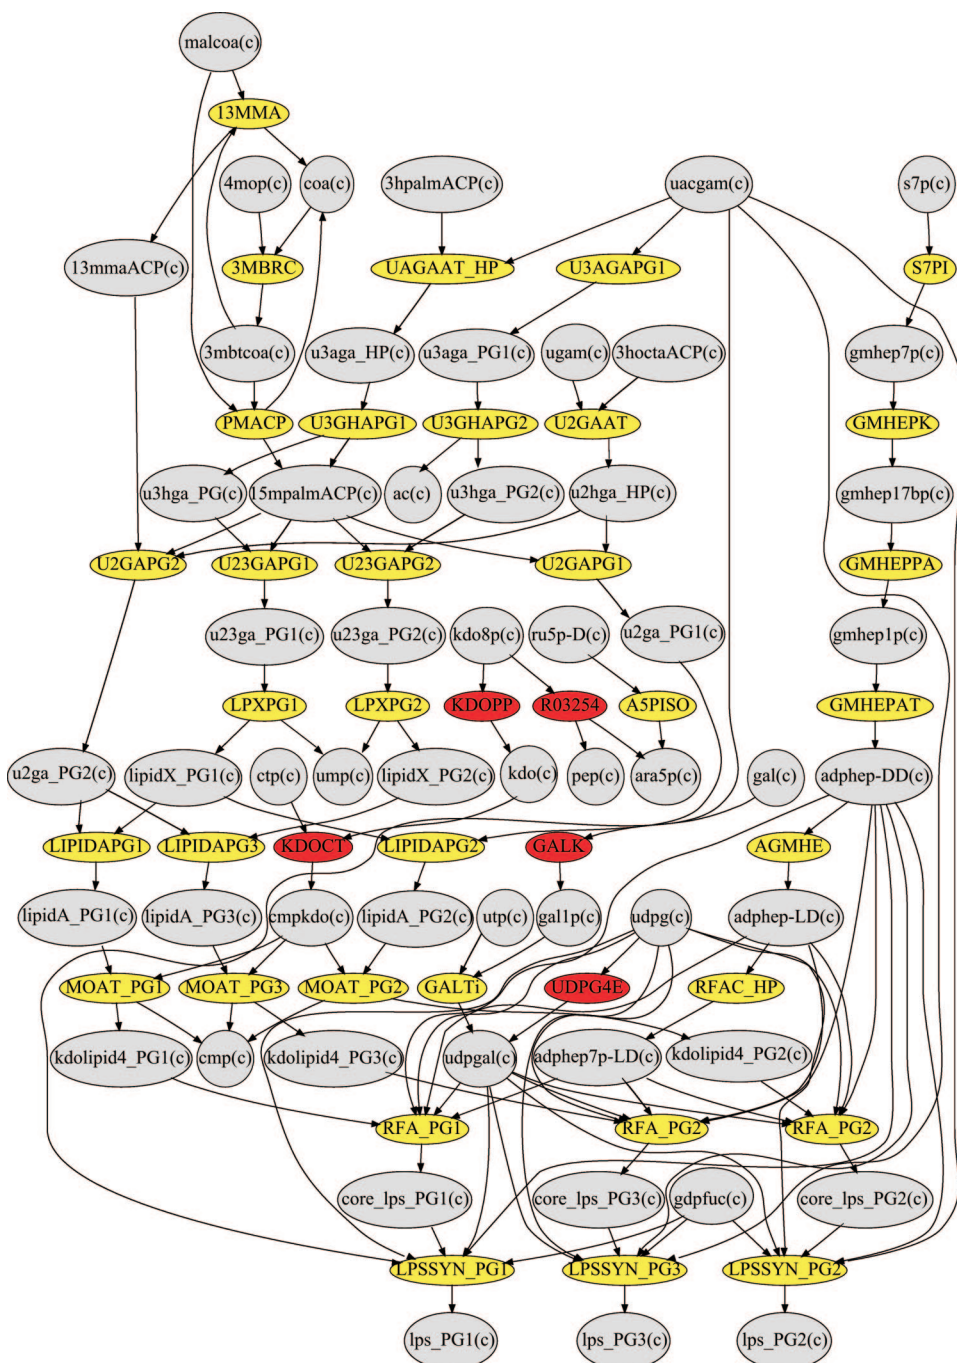 malcoa(c)
13MMA
4mop(c) coa(c) 3hpalmACP(c) uacgam(c) s7p(c)
13mmaACP(c) 3MBRC UAGAAT_HP U3AGAPG1 S7PI
3mbtcoa(c) u3aga_HP(c) u3aga_PG1(c) ugam(c) 3hoctaACP(c) gmhep7p(c)
PMACP U3GHAPG1 U3GHAPG2 U2GAAT GMHEPK
u3hga_PG(c) 15mpalmACP(c) ac(c) u3hga_PG2(c) u2hga_HP(c) gmhep17bp(c)
U2GAPG2 U23GAPG1 U23GAPG2 U2GAPG1 GMHEPPA
u23ga_PG1(c) u23ga_PG2(c) kdo8p(c) ru5p-D(c) u2ga_PG1(c) gmhep1p(c)
LPXPG1 LPXPG2 KDOPP R03254 A5PISO GMHEPAT
u2ga_PG2(c) lipidX_PG1(c) ctp(c) ump(c) lipidX_PG2(c) kdo(c) pep(c) ara5p(c) gal(c) adphep-DD(c)
LIPIDAPG1 LIPIDAPG3 KDOCT LIPIDAPG2 GALK AGMHE
lipidA_PG1(c) lipidA_PG3(c) cmpkdo(c) lipidA_PG2(c) utp(c) gal1p(c) udpg(c) adphep-LD(c)
MOAT_PG1 MOAT_PG3 MOAT_PG2 GALTi UDPG4E RFAC_HP
kdolipid4_PG1(c) cmp(c) kdolipid4_PG3(c) udpgal(c) adphep7p-LD(c) kdolipid4_PG2(c)
RFA_PG1 RFA_PG2 RFA_PG2
core_lps_PG1(c) core_lps_PG3(c) gdpfuc(c) core_lps_PG2(c)
LPSSYN_PG1 LPSSYN_PG3 LPSSYN_PG2
lps_PG1(c) lps_PG3(c) lps_PG2(c)